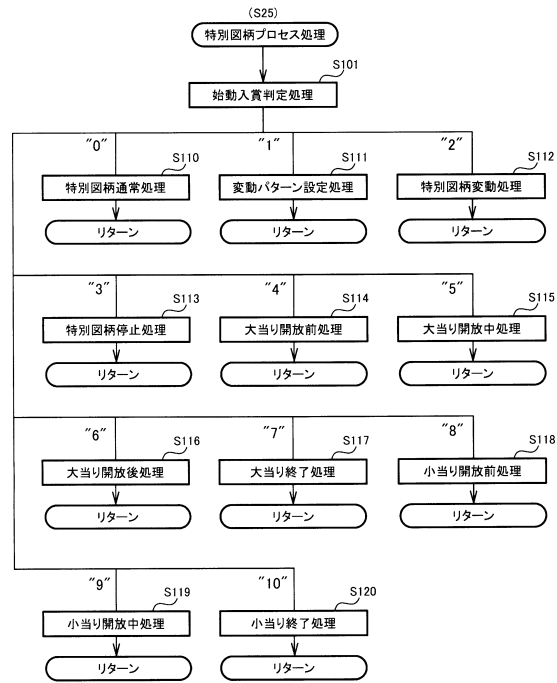 (S25)
特別図柄プロセス処理
S101
始動入賞判定処理
"0"
"1"
"2"
S110
S111
S112
特別図柄通常処理
変動パターン設定処理
特別図柄変動処理
リターン
リターン
リターン
"3"
"4"
"5"
S113
S114
S115
特別図柄停止処理
大当り開放前処理
大当り開放中処理
リターン
リターン
リターン
"6"
"7"
"8"
S116
S117
S118
大当り開放後処理
大当り終了処理
小当り開放前処理
リターン
リターン
リターン
"9"
"10"
S119
S120
小当り開放中処理
小当り終了処理
リターン
リターン